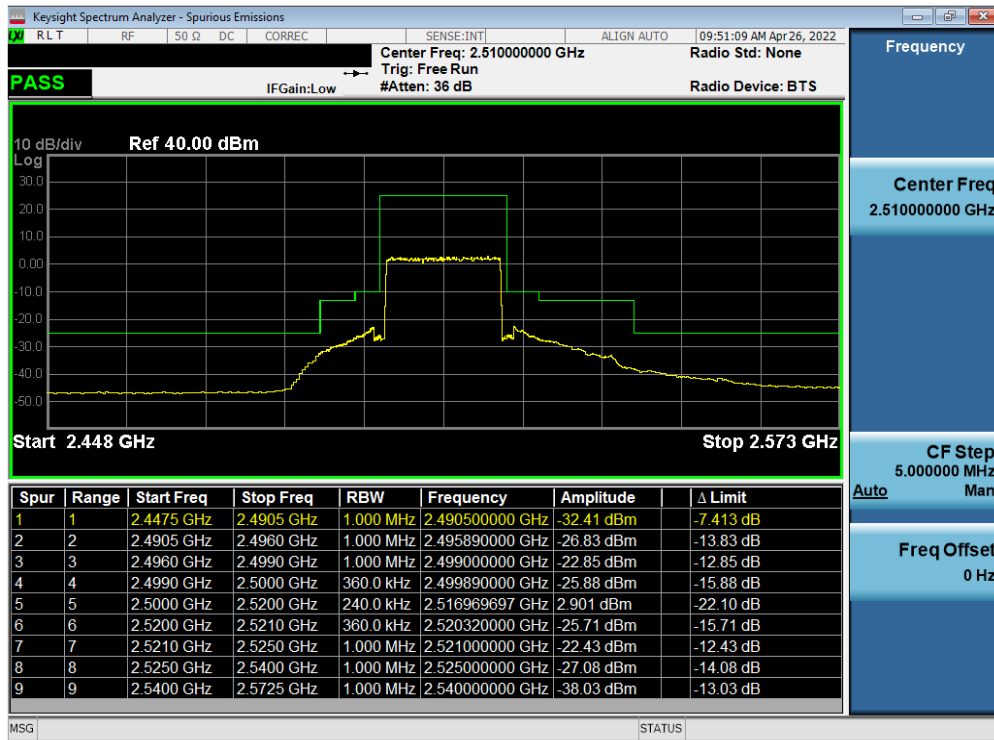 Keysight Spectrum Analyzer - Spurious Emissions
LXI RLT RF 50 Ω DC CORREC SENSE:INT ALIGN AUTO 09:51:09 AM Apr 26, 2022
Center Freq: 2.510000000 GHz Radio Std: None
Trig: Free Run
PASS IFGain:Low #Atten: 36 dB Radio Device: BTS
Frequency
10 dB/div Ref 40.00 dBm
Log
30.0
20.0
10.0
0.00
-10.0
-20.0
-30.0
-40.0
-50.0
Start 2.448 GHz Stop 2.573 GHz
Center Freq
2.510000000 GHz
CF Step
5.000000 MHz
Auto Man
Freq Offset
0 Hz
Spur Range Start Freq Stop Freq RBW Frequency Amplitude Δ Limit
1 1 2.4475 GHz 2.4905 GHz 1.000 MHz 2.490500000 GHz -32.41 dBm -7.413 dB
2 2 2.4905 GHz 2.4960 GHz 1.000 MHz 2.495890000 GHz -26.83 dBm -13.83 dB
3 3 2.4960 GHz 2.4990 GHz 1.000 MHz 2.499000000 GHz -22.85 dBm -12.85 dB
4 4 2.4990 GHz 2.5000 GHz 360.0 kHz 2.499890000 GHz -25.88 dBm -15.88 dB
5 5 2.5000 GHz 2.5200 GHz 240.0 kHz 2.516969697 GHz 2.901 dBm -22.10 dB
6 6 2.5200 GHz 2.5210 GHz 360.0 kHz 2.520320000 GHz -25.71 dBm -15.71 dB
7 7 2.5210 GHz 2.5250 GHz 1.000 MHz 2.521000000 GHz -22.43 dBm -12.43 dB
8 8 2.5250 GHz 2.5400 GHz 1.000 MHz 2.525000000 GHz -27.08 dBm -14.08 dB
9 9 2.5400 GHz 2.5725 GHz 1.000 MHz 2.540000000 GHz -38.03 dBm -13.03 dB
MSG STATUS